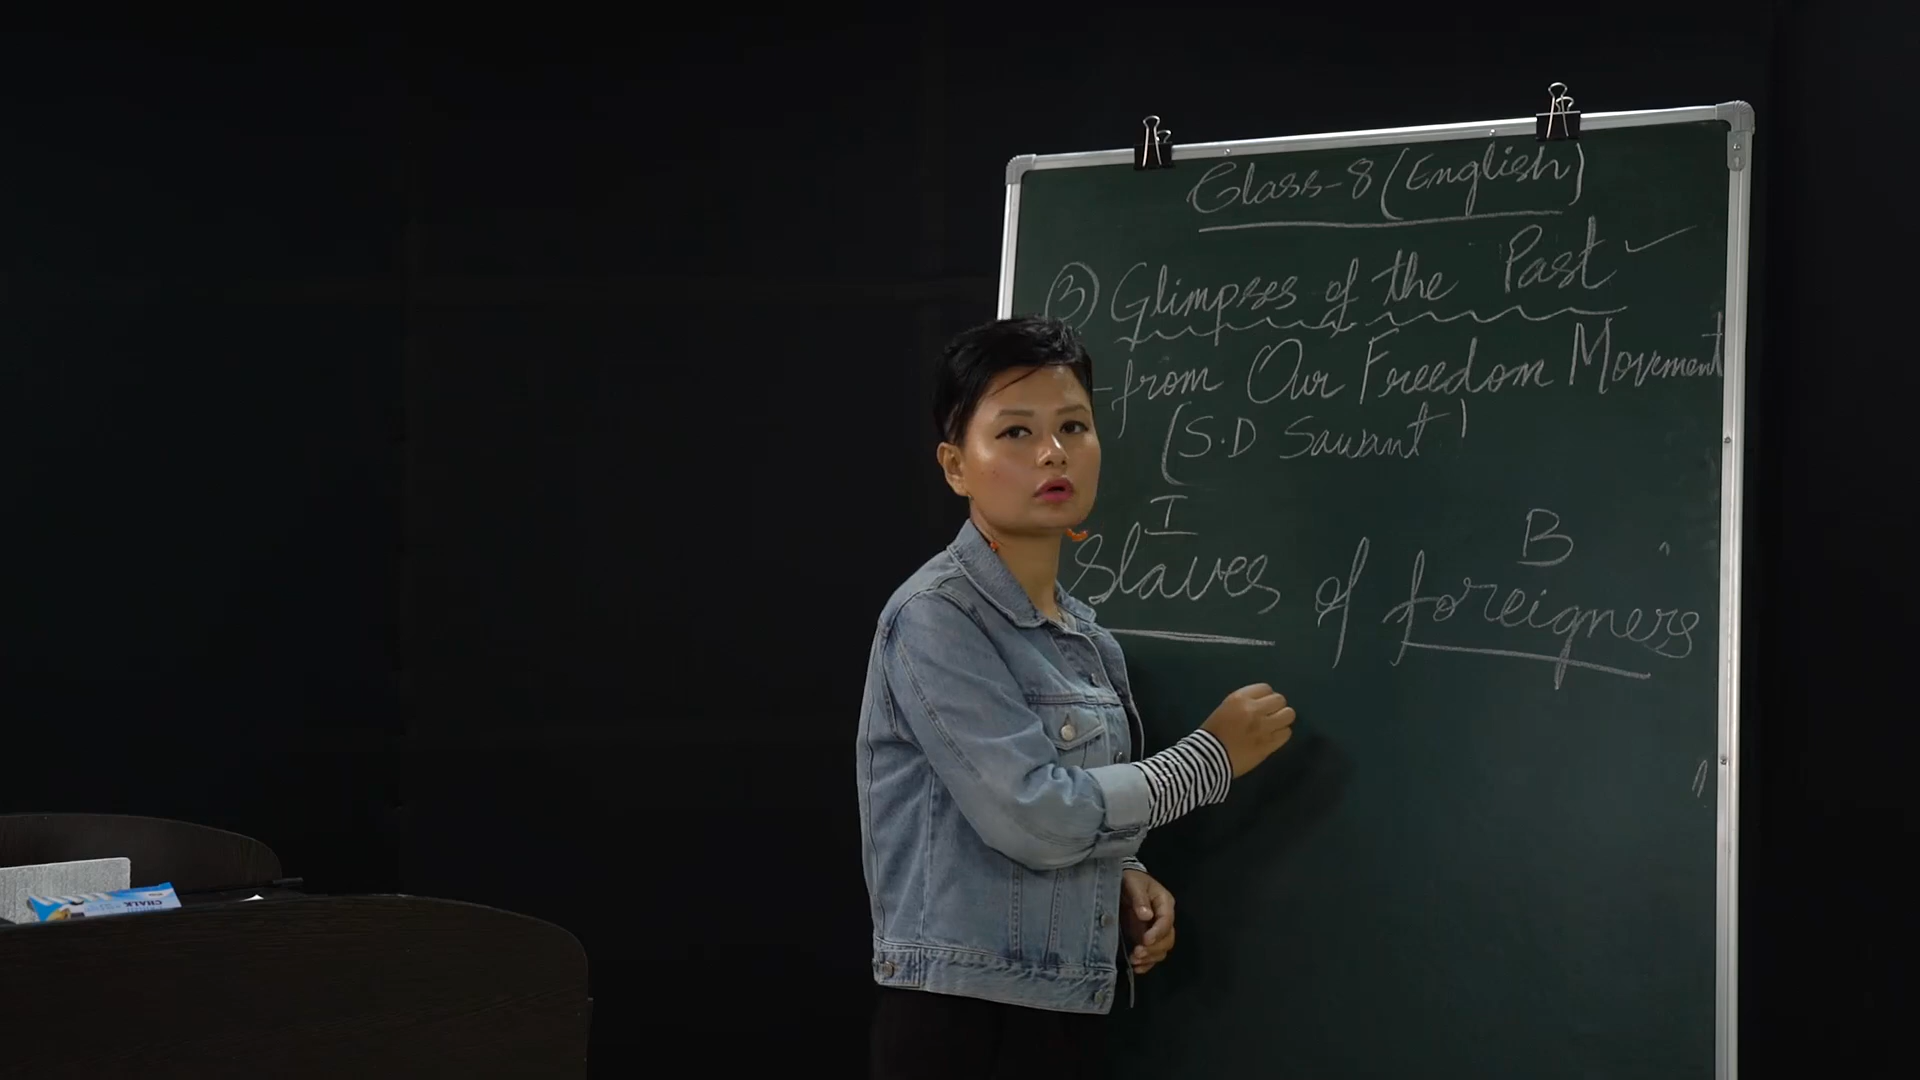 Class-8 (English)
③ Glimpses of the Past ✓
-from Our Freedom Movement
(S.D Sawant)
I
B
Slaves of foreigners
CHALK